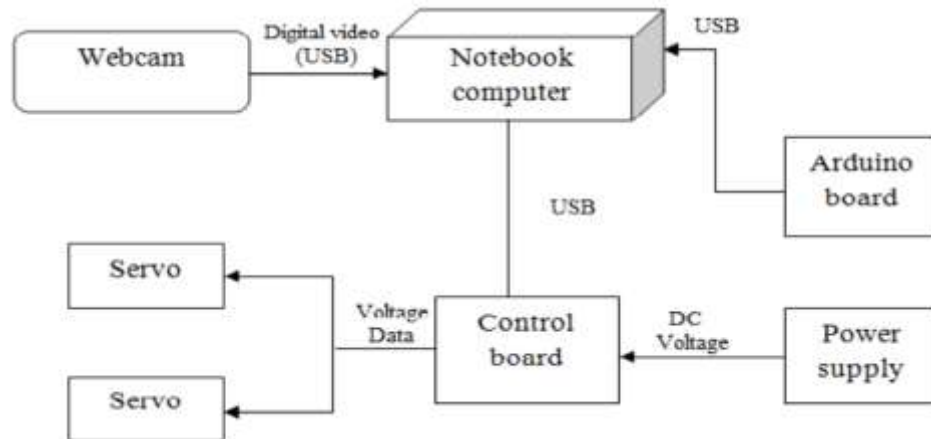 Webcam
Digital video
(USB)
Notebook
computer
USB
Arduino
board
USB
Servo
Voltage
Data
Control
board
DC
Voltage
Power
supply
Servo